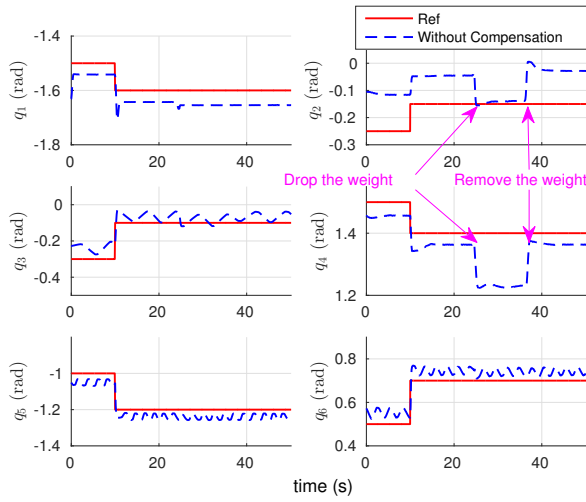 Ref
Without Compensation
-1.4
-1.6
-1.8
q1 (rad)
0 20 40
0
-0.1
-0.2
-0.3
q2 (rad)
0 20 40
Drop the weight
Remove the weight
0
-0.2
-0.4
q3 (rad)
0 20 40
1.4
1.2
q4 (rad)
0 20 40
-1
-1.2
-1.4
q5 (rad)
0 20 40
0.8
0.6
0.4
q6 (rad)
0 20 40
time (s)